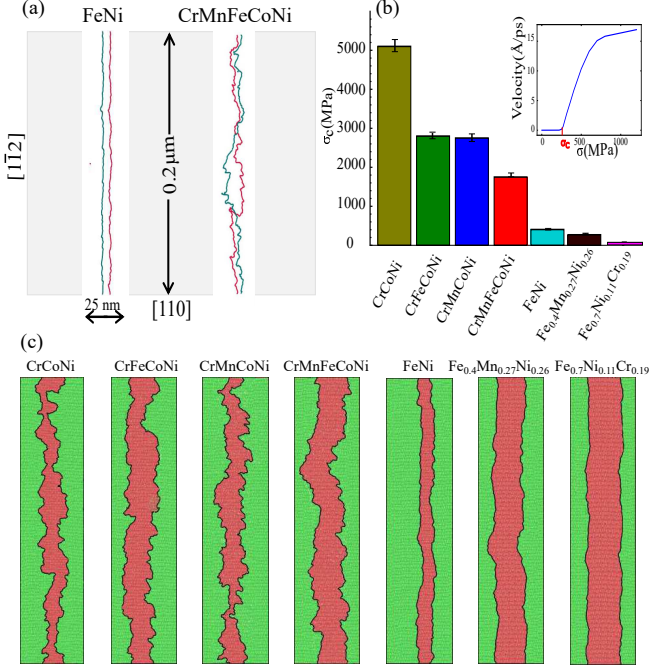 (a)
FeNi
CrMnFeCoNi
[11̅2]
0.2 μm
25 nm
[110]
(b)
σc(MPa)
5000
4000
3000
2000
1000
0
CrCoNi
CrFeCoNi
CrMnCoNi
CrMnFeCoNi
FeNi
Fe0.4Mn0.27Ni0.26
Fe0.7Ni0.11Cr0.19
Velocity(Å/ps)
15
10
5
0
0
500
1000
σc
σ(MPa)
(c)
CrCoNi
CrFeCoNi
CrMnCoNi
CrMnFeCoNi
FeNi
Fe0.4Mn0.27Ni0.26
Fe0.7Ni0.11Cr0.19